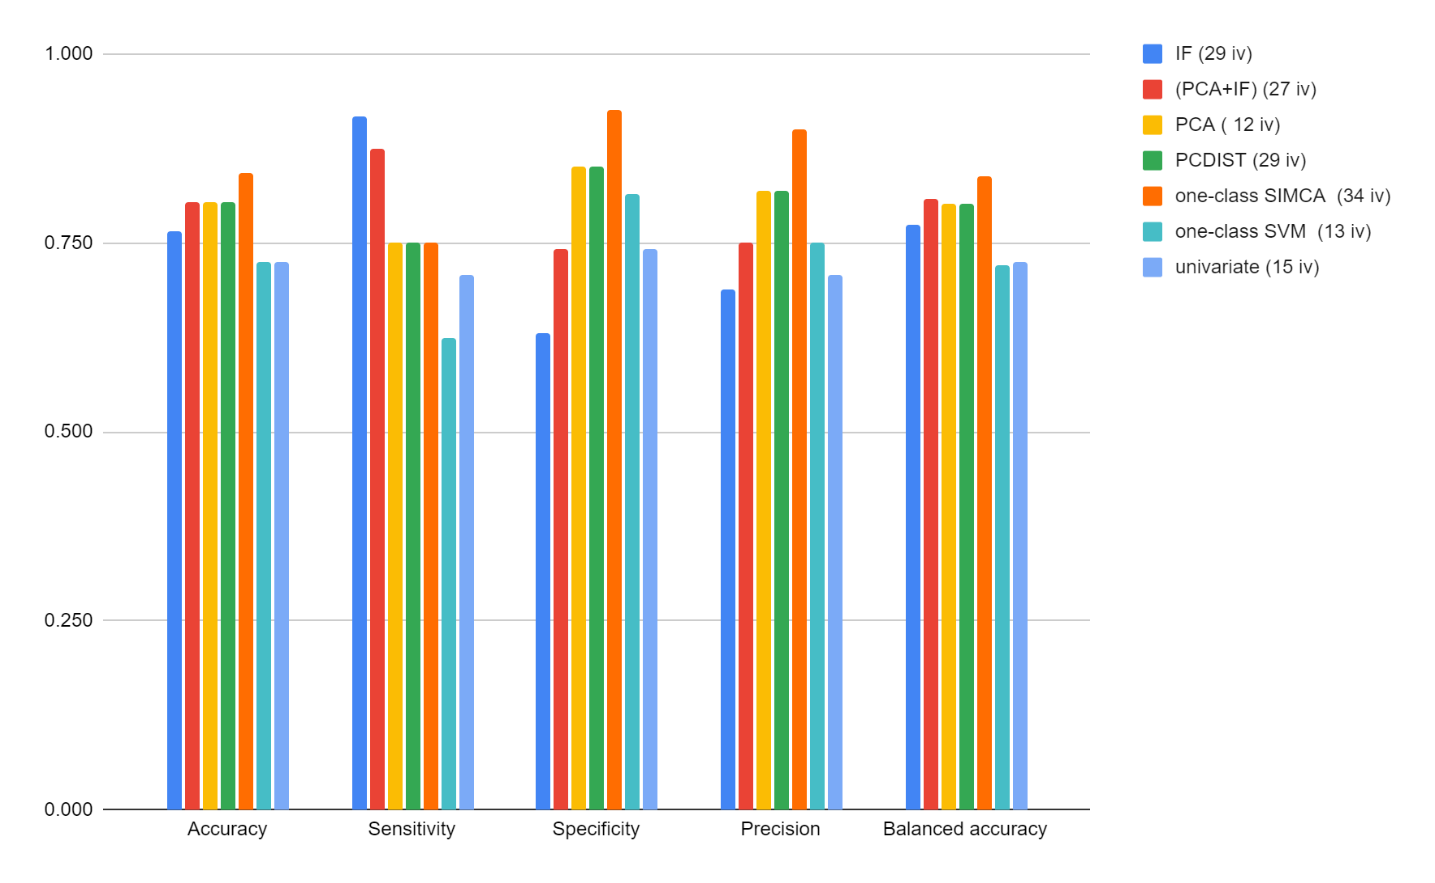 1.000
0.750
0.500
0.250
0.000
Accuracy
Sensitivity
Specificity
Precision
Balanced accuracy
IF (29 iv)
(PCA+IF) (27 iv)
PCA ( 12 iv)
PCDIST (29 iv)
one-class SIMCA  (34 iv)
one-class SVM  (13 iv)
univariate (15 iv)